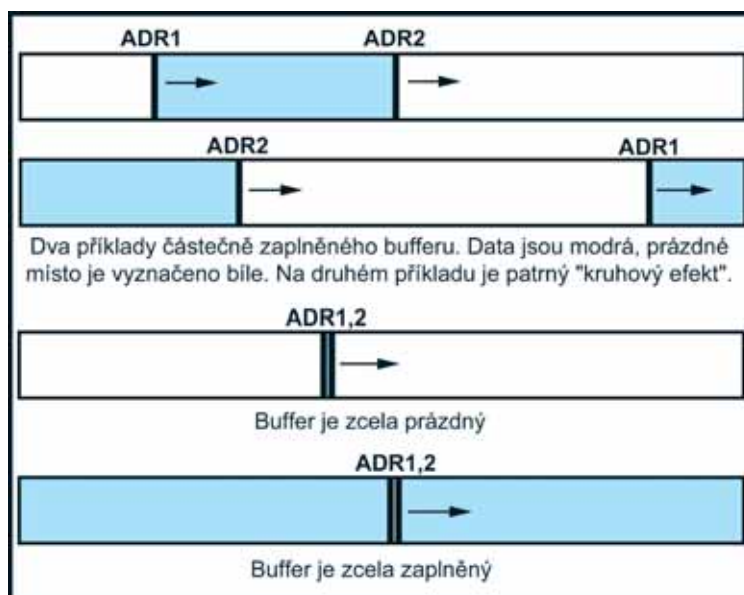 ADR1 ADR2
ADR2 ADR1
Dva příklady částečně zaplněného bufferu. Data jsou modrá, prázdné
místo je vyznačeno bíle. Na druhém příkladu je patrný "kruhový efekt".
ADR1,2
Buffer je zcela prázdný
ADR1,2
Buffer je zcela zaplněný